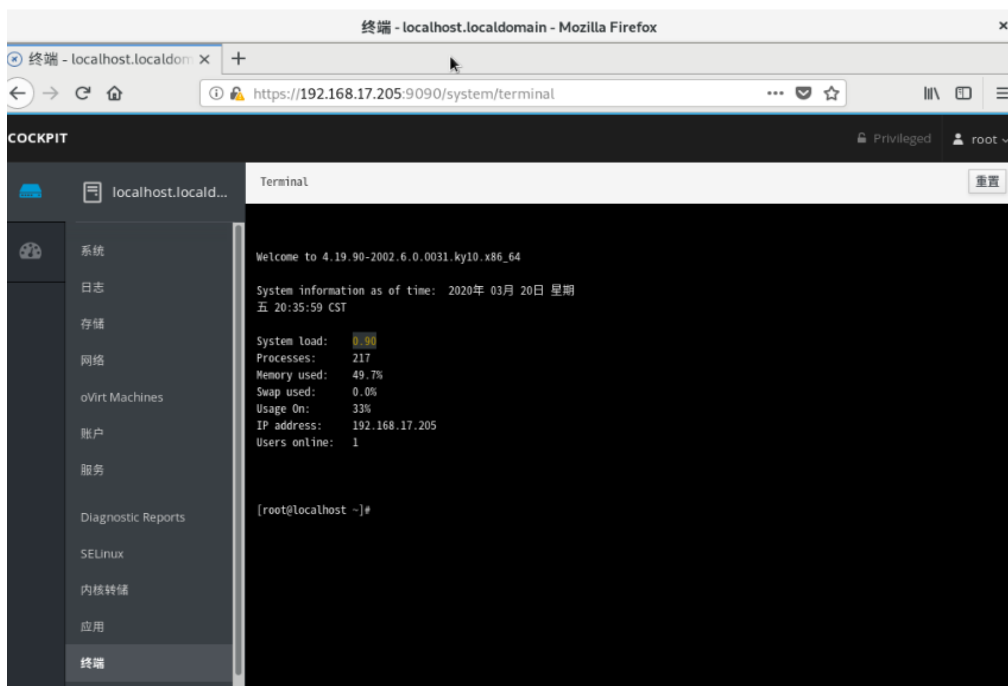 终端 - localhost.localdomain - Mozilla Firefox
终端 - localhost.localdom
https://192.168.17.205:9090/system/terminal
COCKPIT
Privileged
root
localhost.locald...
Terminal
重置
系统
日志
存储
网络
oVirt Machines
账户
服务
Diagnostic Reports
SELinux
内核转储
应用
终端
Welcome to 4.19.90-2002.6.0.0031.ky10.x86_64
System information as of time: 2020年 03月 20日 星期
五 20:35:59 CST
System load: 0.90
Processes: 217
Memory used: 49.7%
Swap used: 0.0%
Usage On: 33%
IP address: 192.168.17.205
Users online: 1
[root@localhost ~]#